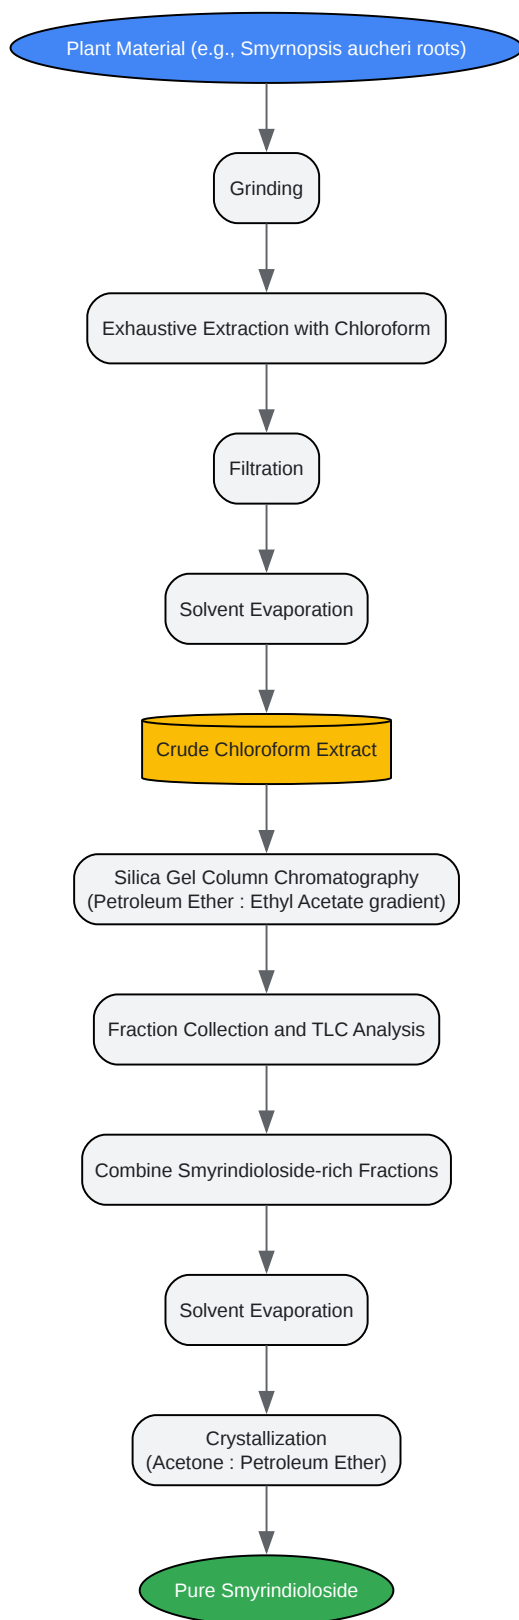 Plant Material (e.g., Smyrnopsis aucheri roots)
Grinding
Exhaustive Extraction with Chloroform
Filtration
Solvent Evaporation
Crude Chloroform Extract
Silica Gel Column Chromatography
(Petroleum Ether : Ethyl Acetate gradient)
Fraction Collection and TLC Analysis
Combine Smyrindioloside-rich Fractions
Solvent Evaporation
Crystallization
(Acetone : Petroleum Ether)
Pure Smyrindioloside